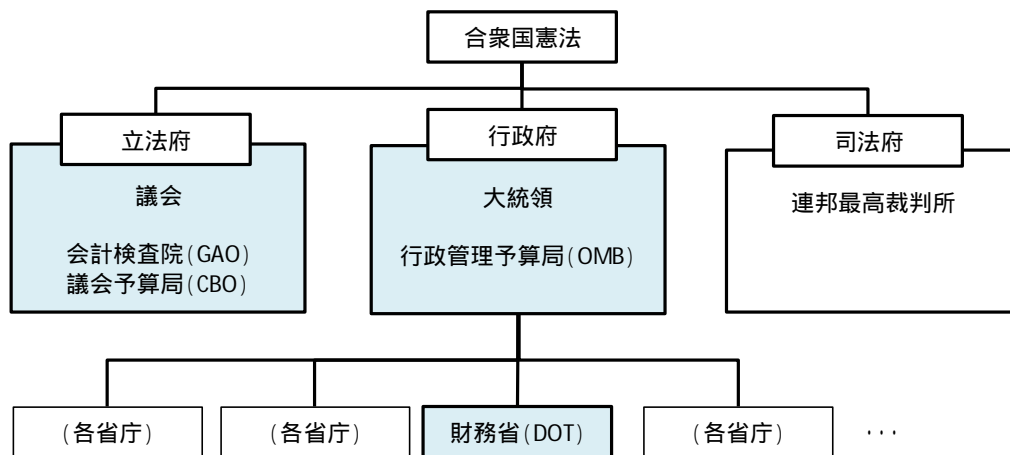 合衆国憲法
立法府
行政府
司法府
議会
会計検査院(GAO)
議会予算局(CBO)
大統領
行政管理予算局(OMB)
連邦最高裁判所
(各省庁)
(各省庁)
財務省(DOT)
(各省庁)
···